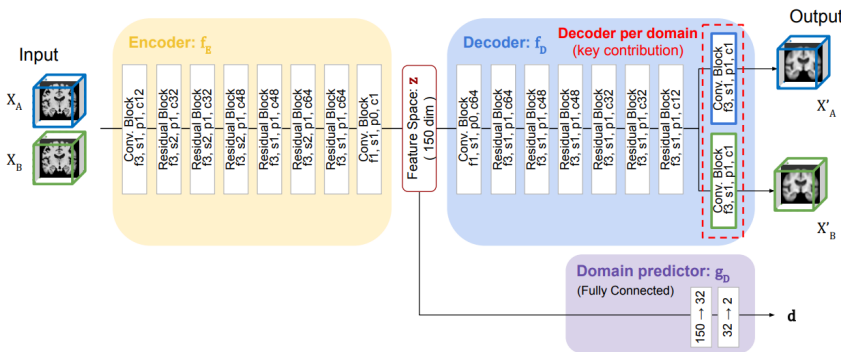 Input
X_A
X_B
Encoder: f_E
Conv. Block
f3, s1, p1, c12
Residual Block
f3, s2, p1, c32
Residual Block
f3, s2, p1, c32
Residual Block
f3, s2, p1, c48
Residual Block
f3, s1, p1, c48
Residual Block
f3, s2, p1, c64
Residual Block
f3, s1, p1, c64
Conv. Block
f1, s1, p0, c1
Feature Space: z
( 150 dim )
Decoder: f_D
Decoder per domain
(key contribution)
Conv. Block
f1, s1, p0, c64
Residual Block
f3, s1, p1, c64
Residual Block
f3, s1, p1, c48
Residual Block
f3, s1, p1, c48
Residual Block
f3, s1, p1, c32
Residual Block
f3, s1, p1, c32
Residual Block
f3, s1, p1, c12
Conv. Block
f3, s1, p1, c1
Conv. Block
f3, s1, p1, c1
Output
X'_A
X'_B
Domain predictor: g_D
(Fully Connected)
150 → 32
32 → 2
d